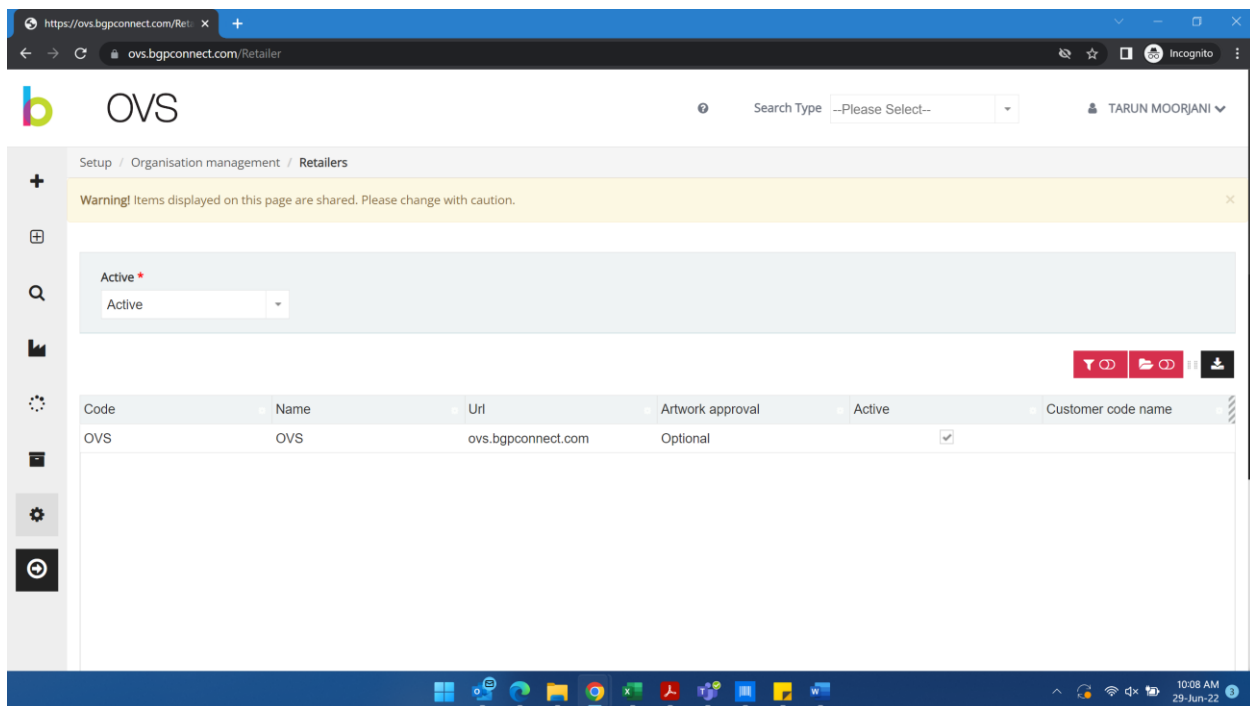 https://ovs.bgpconnect.com/Reta
ovs.bgpconnect.com/Retailer
Incognito
b OVS
Search Type --Please Select--
TARUN MOORJANI
Setup / Organisation management / Retailers
Warning! Items displayed on this page are shared. Please change with caution.
Active *
Active
Code Name Url Artwork approval Active Customer code name
OVS OVS ovs.bgpconnect.com Optional
10:08 AM
29-Jun-22
3